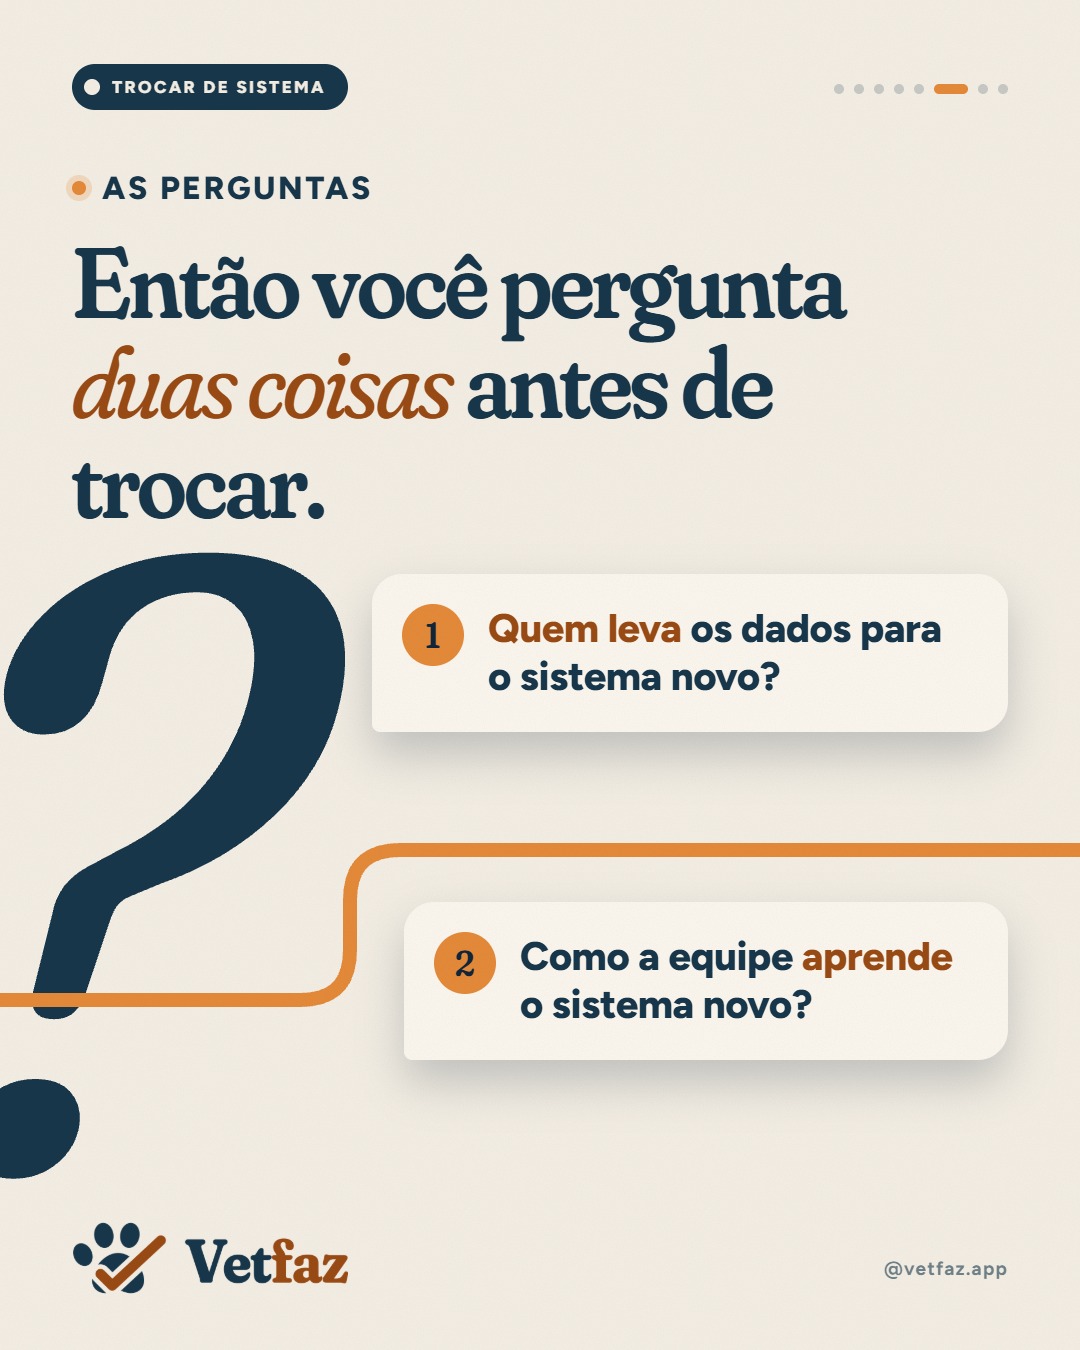 TROCAR DE SISTEMA
AS PERGUNTAS
Então você pergunta
duas coisas antes de
trocar.
?
1
Quem leva os dados para
o sistema novo?
2
Como a equipe aprende
o sistema novo?
Vetfaz
@vetfaz.app